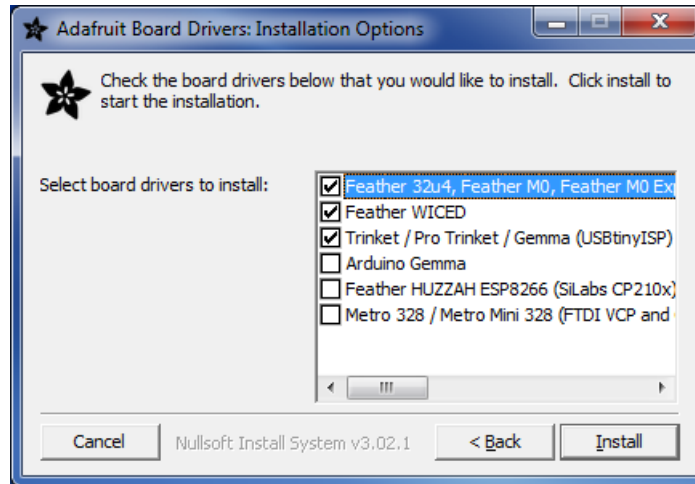 Adafruit Board Drivers: Installation Options
Check the board drivers below that you would like to install. Click install to
start the installation.
Select board drivers to install:
Feather 32u4, Feather M0, Feather M0 Ex
Feather WICED
Trinket / Pro Trinket / Gemma (USBtinyISP)
Arduino Gemma
Feather HUZZAH ESP8266 (SiLabs CP210x)
Metro 328 / Metro Mini 328 (FTDI VCP and
Cancel
Nullsoft Install System v3.02.1
< Back
Install